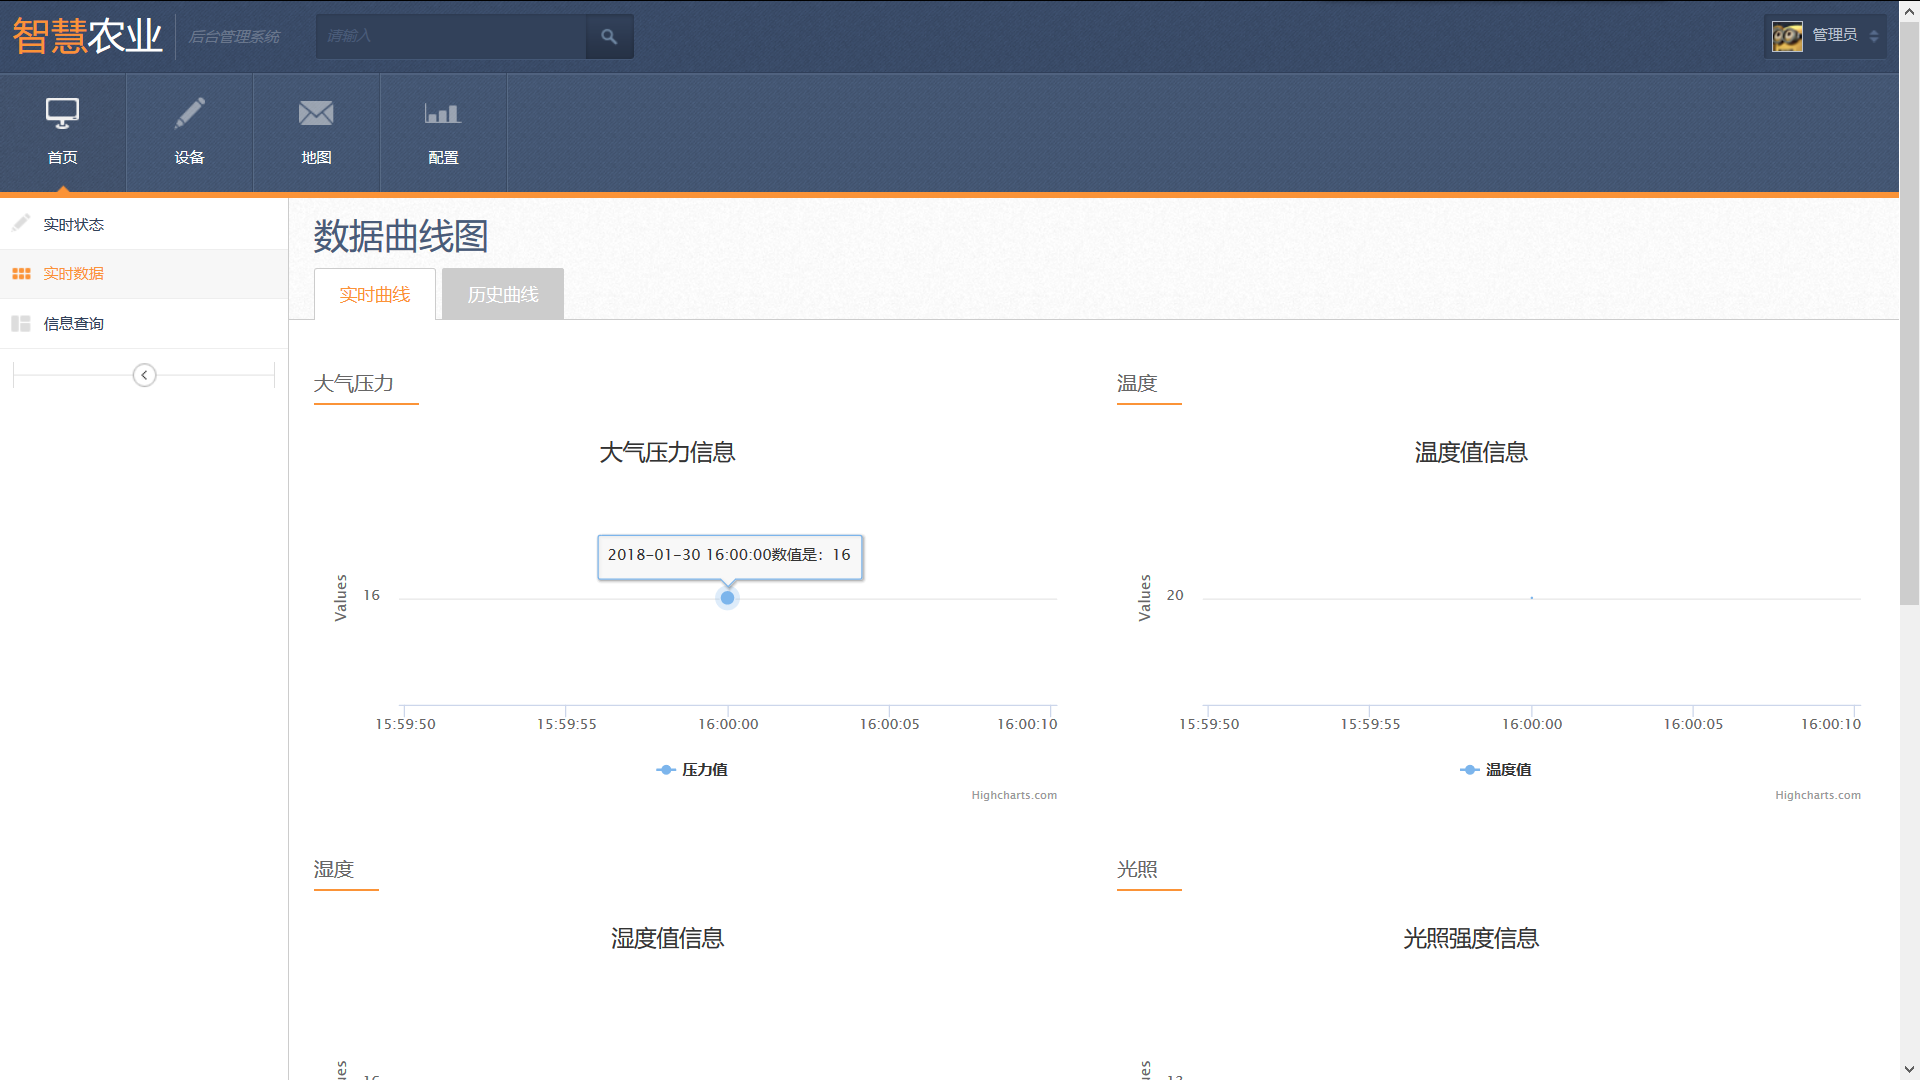 智慧农业
后台管理系统
请输入
管理员
首页
设备
地图
配置
实时状态
实时数据
信息查询
数据曲线图
实时曲线
历史曲线
大气压力
大气压力信息
2018-01-30 16:00:00数值是：16
Values
16
15:59:50
15:59:55
16:00:00
16:00:05
16:00:10
压力值
Highcharts.com
温度
温度值信息
Values
20
15:59:50
15:59:55
16:00:00
16:00:05
16:00:10
温度值
Highcharts.com
湿度
湿度值信息
光照
光照强度信息